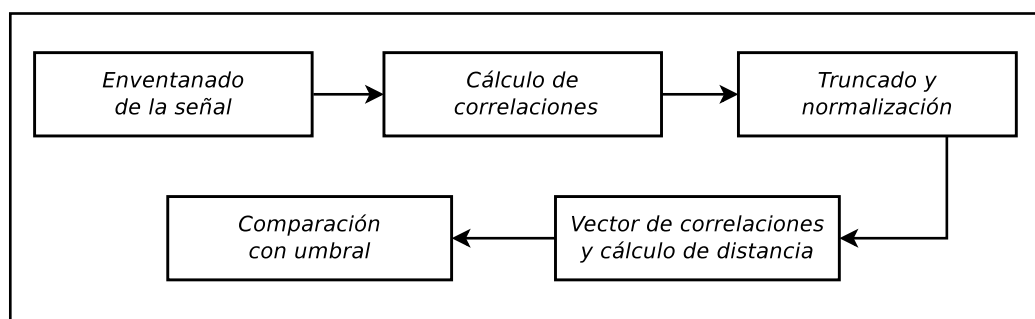 Enventanado
de la señal
Cálculo de
correlaciones
Truncado y
normalización
Vector de correlaciones
y cálculo de distancia
Comparación
con umbral